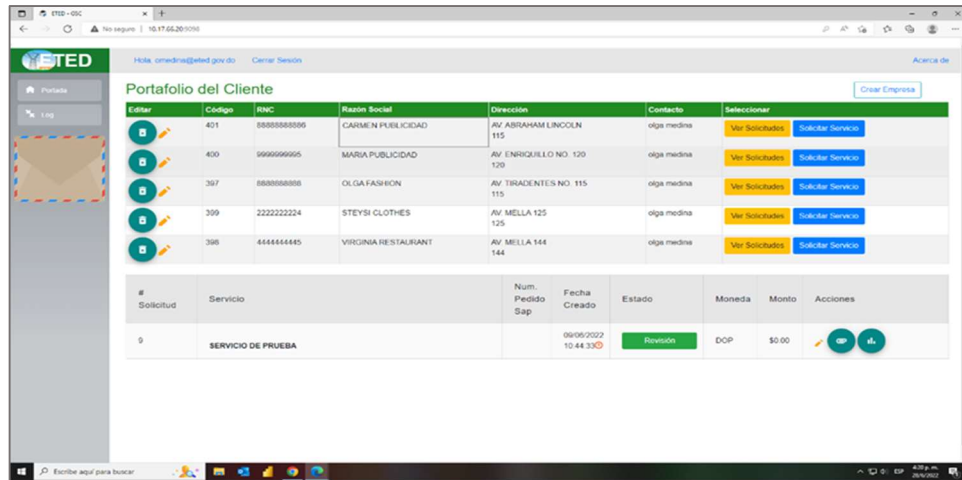 ETED - GSC
No seguro | 10.17.66.20:9098
ETED
Hola, omedina@eted.gov.do Cerrar Sesión Acerca de
Portada
Log
Portafolio del Cliente
Crear Empresa
Editar Código RNC Razón Social Dirección Contacto Seleccionar
401 88888888886 CARMEN PUBLICIDAD AV. ABRAHAM LINCOLN olga medina Ver Solicitudes Solicitar Servicio
115
400 9999999995 MARIA PUBLICIDAD AV. ENRIQUILLO NO. 120 olga medina Ver Solicitudes Solicitar Servicio
120
397 8888888888 OLGA FASHION AV. TIRADENTES NO. 115 olga medina Ver Solicitudes Solicitar Servicio
115
399 2222222224 STEYSI CLOTHES AV. MELLA 125 olga medina Ver Solicitudes Solicitar Servicio
125
398 4444444445 VIRGINIA RESTAURANT AV. MELLA 144 olga medina Ver Solicitudes Solicitar Servicio
144
# Solicitud Servicio Num. Pedido Sap Fecha Creado Estado Moneda Monto Acciones
9 SERVICIO DE PRUEBA 09/06/2022 10:44:33 Revisión DOP $0.00
Escribe aquí para buscar
ESP
4:20 p. m.